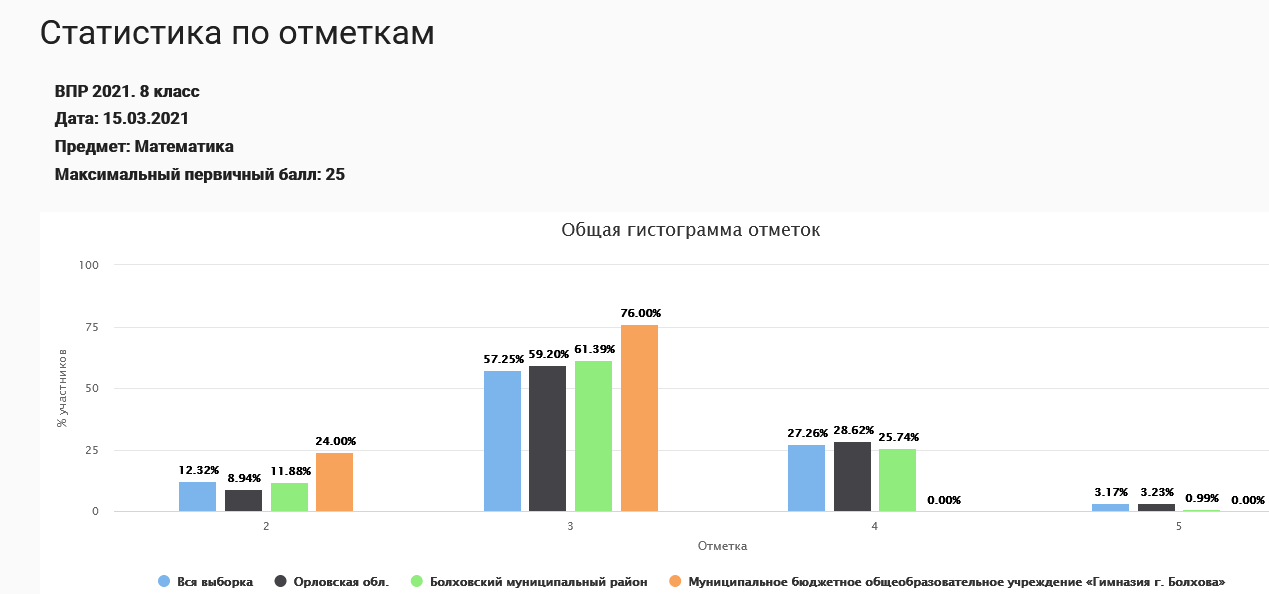 Статистика по отметкам
ВПР 2021. 8 класс
Дата: 15.03.2021
Предмет: Математика
Максимальный первичный балл: 25
Общая гистограмма отметок
% участников
100
75
50
25
0
12.32%
8.94%
11.88%
24.00%
57.25%
59.20%
61.39%
76.00%
27.26%
28.62%
25.74%
0.00%
3.17%
3.23%
0.99%
0.00%
2
3
4
5
Отметка
Вся выборка
Орловская обл.
Болховский муниципальный район
Муниципальное бюджетное общеобразовательное учреждение «Гимназия г. Болхова»